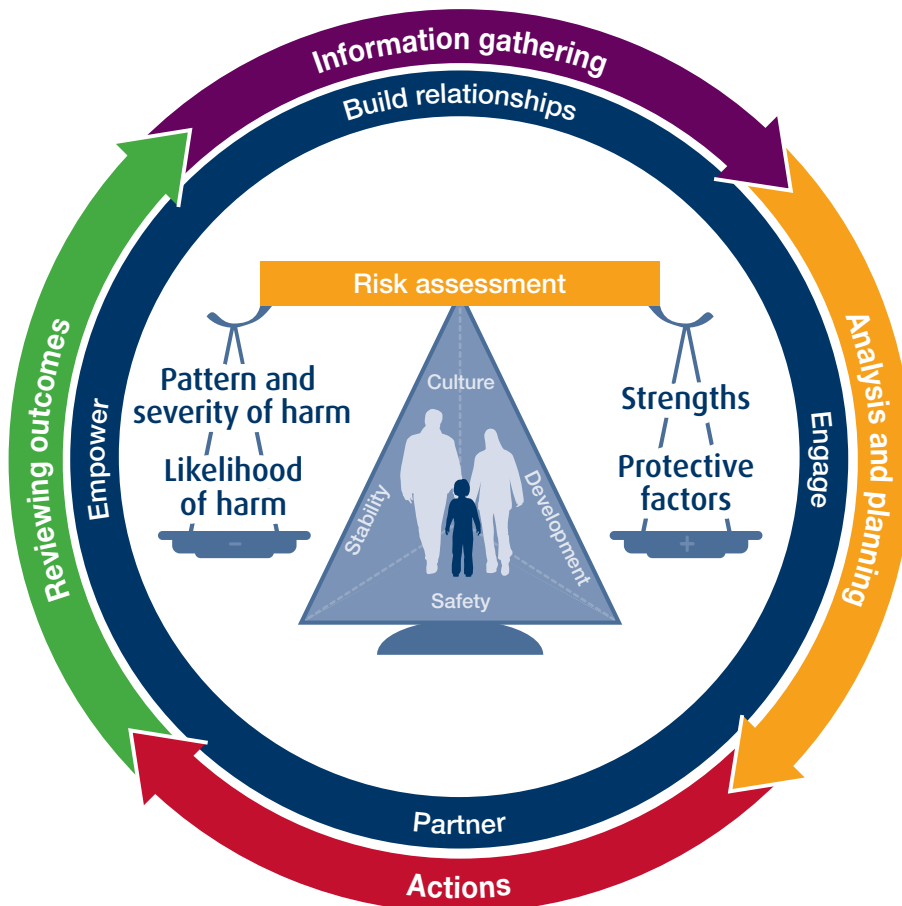 Information gathering
Build relationships
Risk assessment
Pattern and
severity of harm
Likelihood
of harm
-
Culture
Stability
Development
Safety
Strengths
Protective
factors
+
Engage
Analysis and planning
Partner
Actions
Empower
Reviewing outcomes